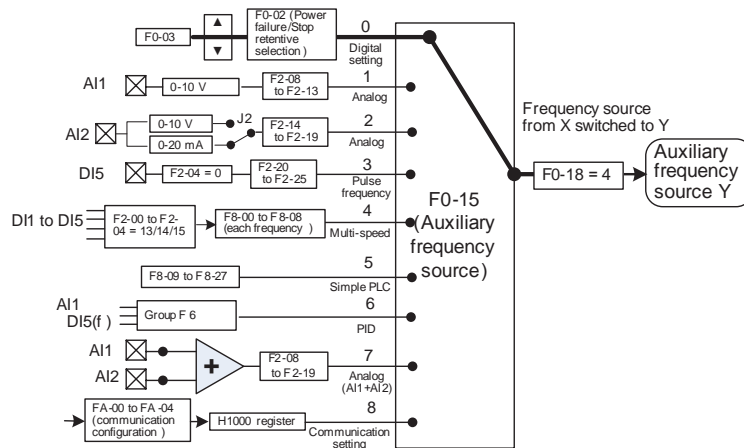 F0-03
▲
▼
F0-02 (Power
failure/Stop
retentive
selection)
0
Digital
setting
AI1
0-10 V
F2-08
to F2-13
1
Analog
AI2
0-10 V
0-20 mA
J2
F2-14
to F2-19
2
Analog
DI5
F2-04 = 0
F2-20
to F2-25
3
Pulse
frequency
DI1 to DI5
F2-00 to F2-
04 = 13/14/15
F8-00 to F8-08
(each frequency )
4
Multi-speed
F8-09 to F8-27
5
Simple PLC
AI1
DI5(f )
Group F 6
6
PID
AI1
AI2
+
F2-08
to F2-19
7
Analog
(AI1+AI2)
FA-00 to FA-04
(communication
configuration )
H1000 register
8
Communication
setting
F0-15
(Auxiliary
frequency
source)
Frequency source
from X switched to Y
F0-18 = 4
Auxiliary
frequency
source Y